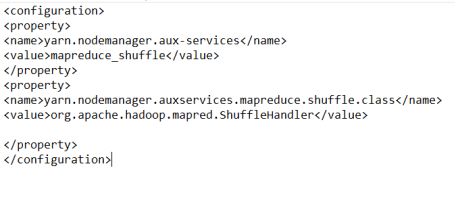 <configuration>
<property>
<name>yarn.nodemanager.aux-services</name>
<value>mapreduce_shuffle</value>
</property>
<property>
<name>yarn.nodemanager.auxservices.mapreduce.shuffle.class</name>
<value>org.apache.hadoop.mapred.ShuffleHandler</value>
</property>
</configuration>